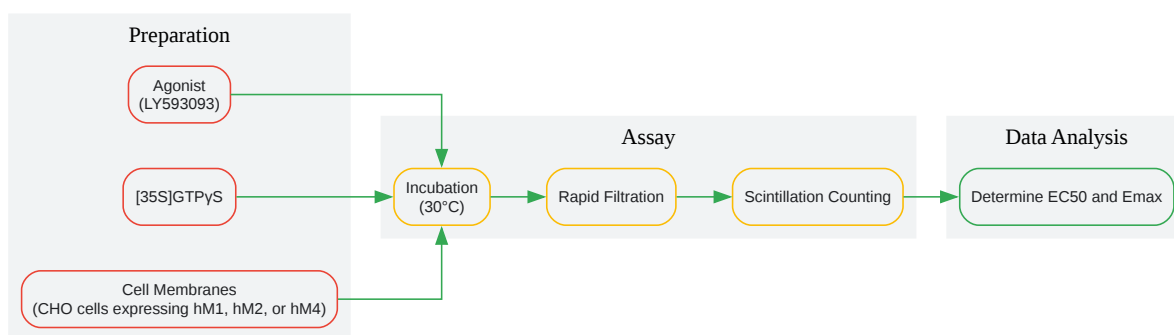 Preparation
Agonist
(LY593093)
[35S]GTPγS
Cell Membranes
(CHO cells expressing hM1, hM2, or hM4)
Assay
Incubation
(30°C)
Rapid Filtration
Scintillation Counting
Data Analysis
Determine EC50 and Emax